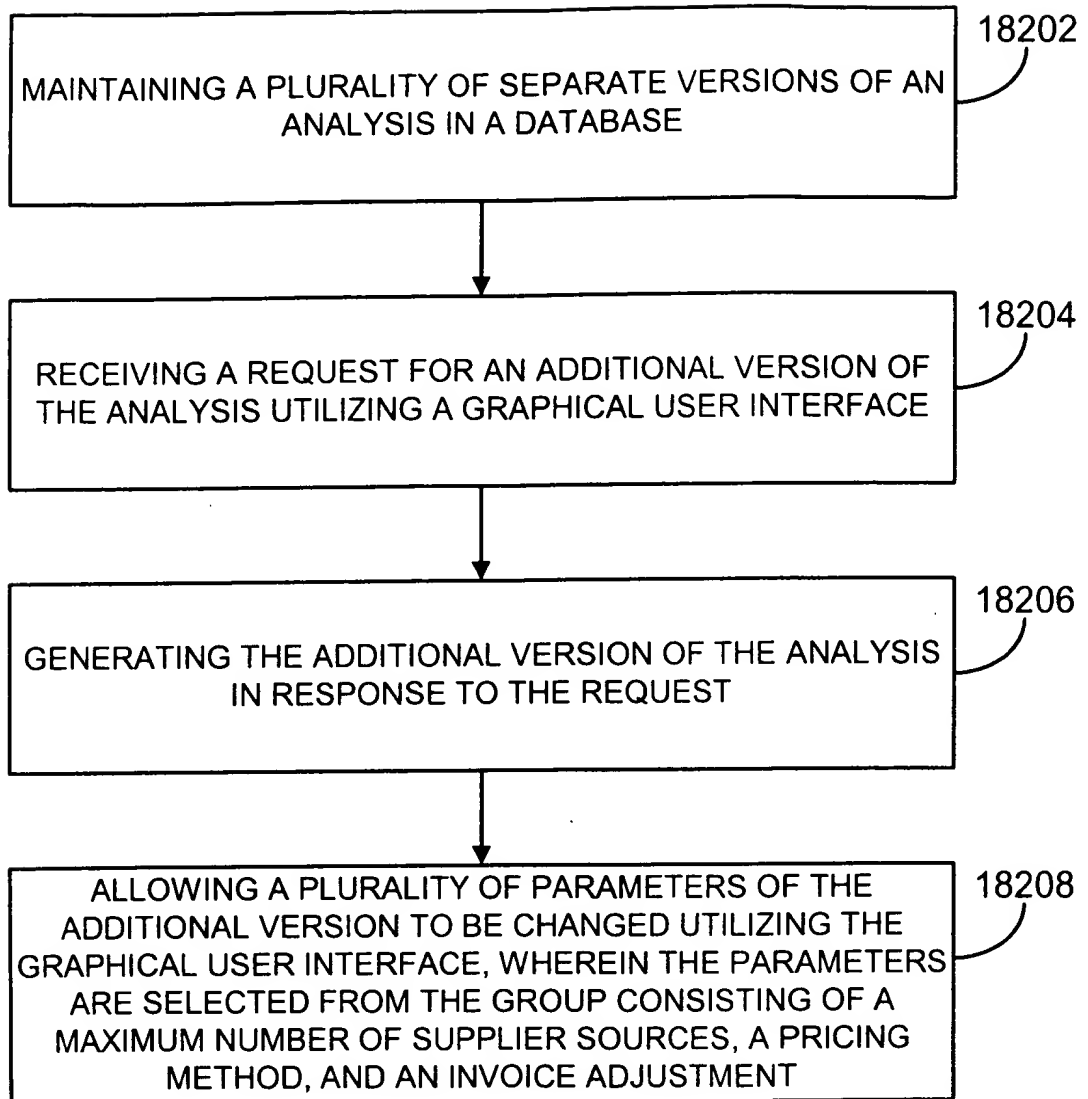 18202
MAINTAINING A PLURALITY OF SEPARATE VERSIONS OF AN
ANALYSIS IN A DATABASE
18204
RECEIVING A REQUEST FOR AN ADDITIONAL VERSION OF
THE ANALYSIS UTILIZING A GRAPHICAL USER INTERFACE
18206
GENERATING THE ADDITIONAL VERSION OF THE ANALYSIS
IN RESPONSE TO THE REQUEST
18208
ALLOWING A PLURALITY OF PARAMETERS OF THE
ADDITIONAL VERSION TO BE CHANGED UTILIZING THE
GRAPHICAL USER INTERFACE, WHEREIN THE PARAMETERS
ARE SELECTED FROM THE GROUP CONSISTING OF A
MAXIMUM NUMBER OF SUPPLIER SOURCES, A PRICING
METHOD, AND AN INVOICE ADJUSTMENT